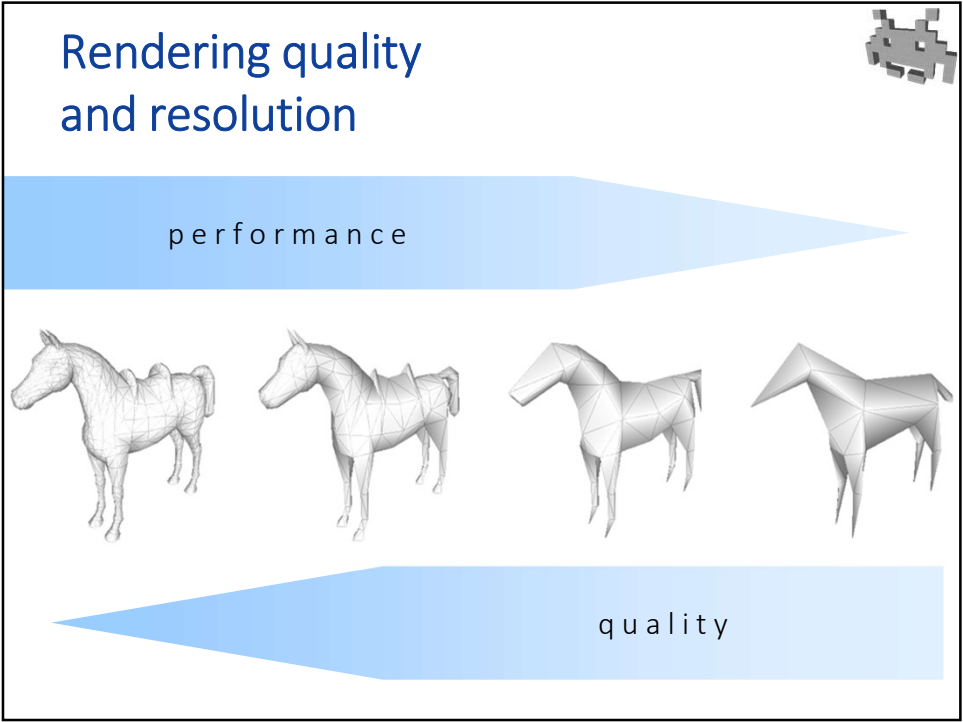 Rendering quality
and resolution
performance
quality